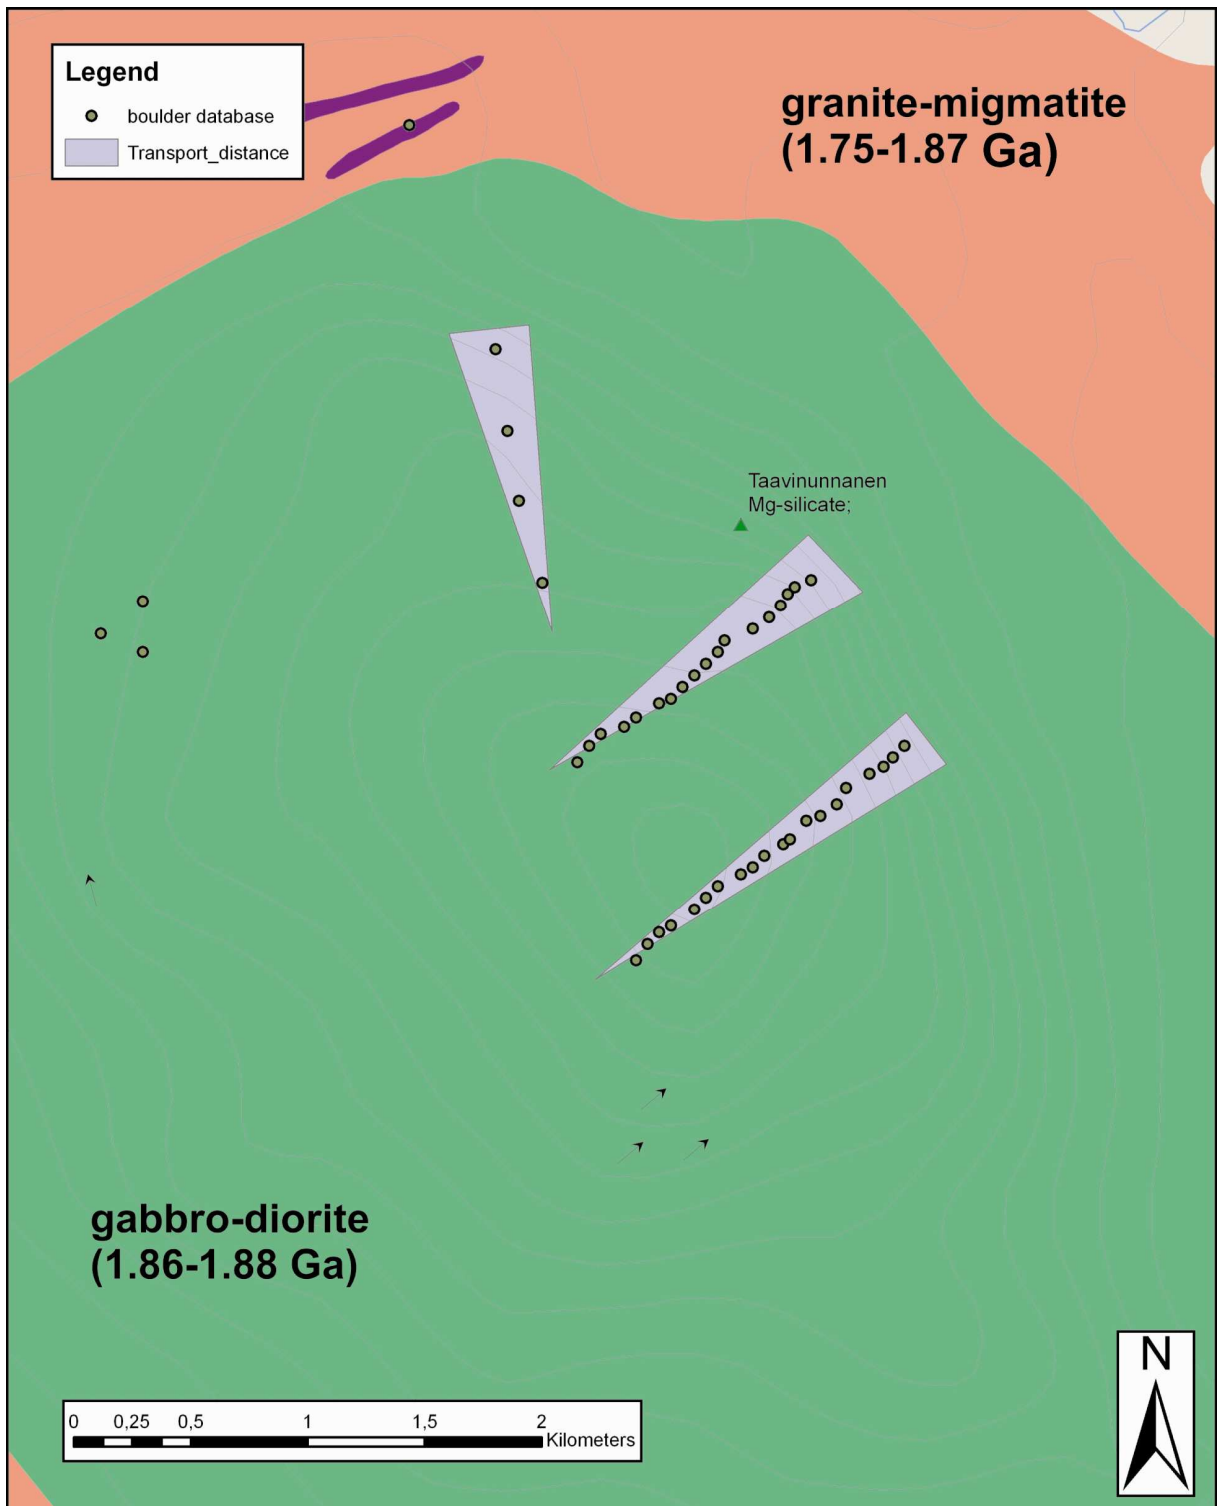 Legend
boulder database
Transport_distance
granite-migmatite
(1.75-1.87 Ga)
Taavinunnanen
Mg-silicate;
gabbro-diorite
(1.86-1.88 Ga)
0 0,25 0,5 1 1,5 2
Kilometers
N